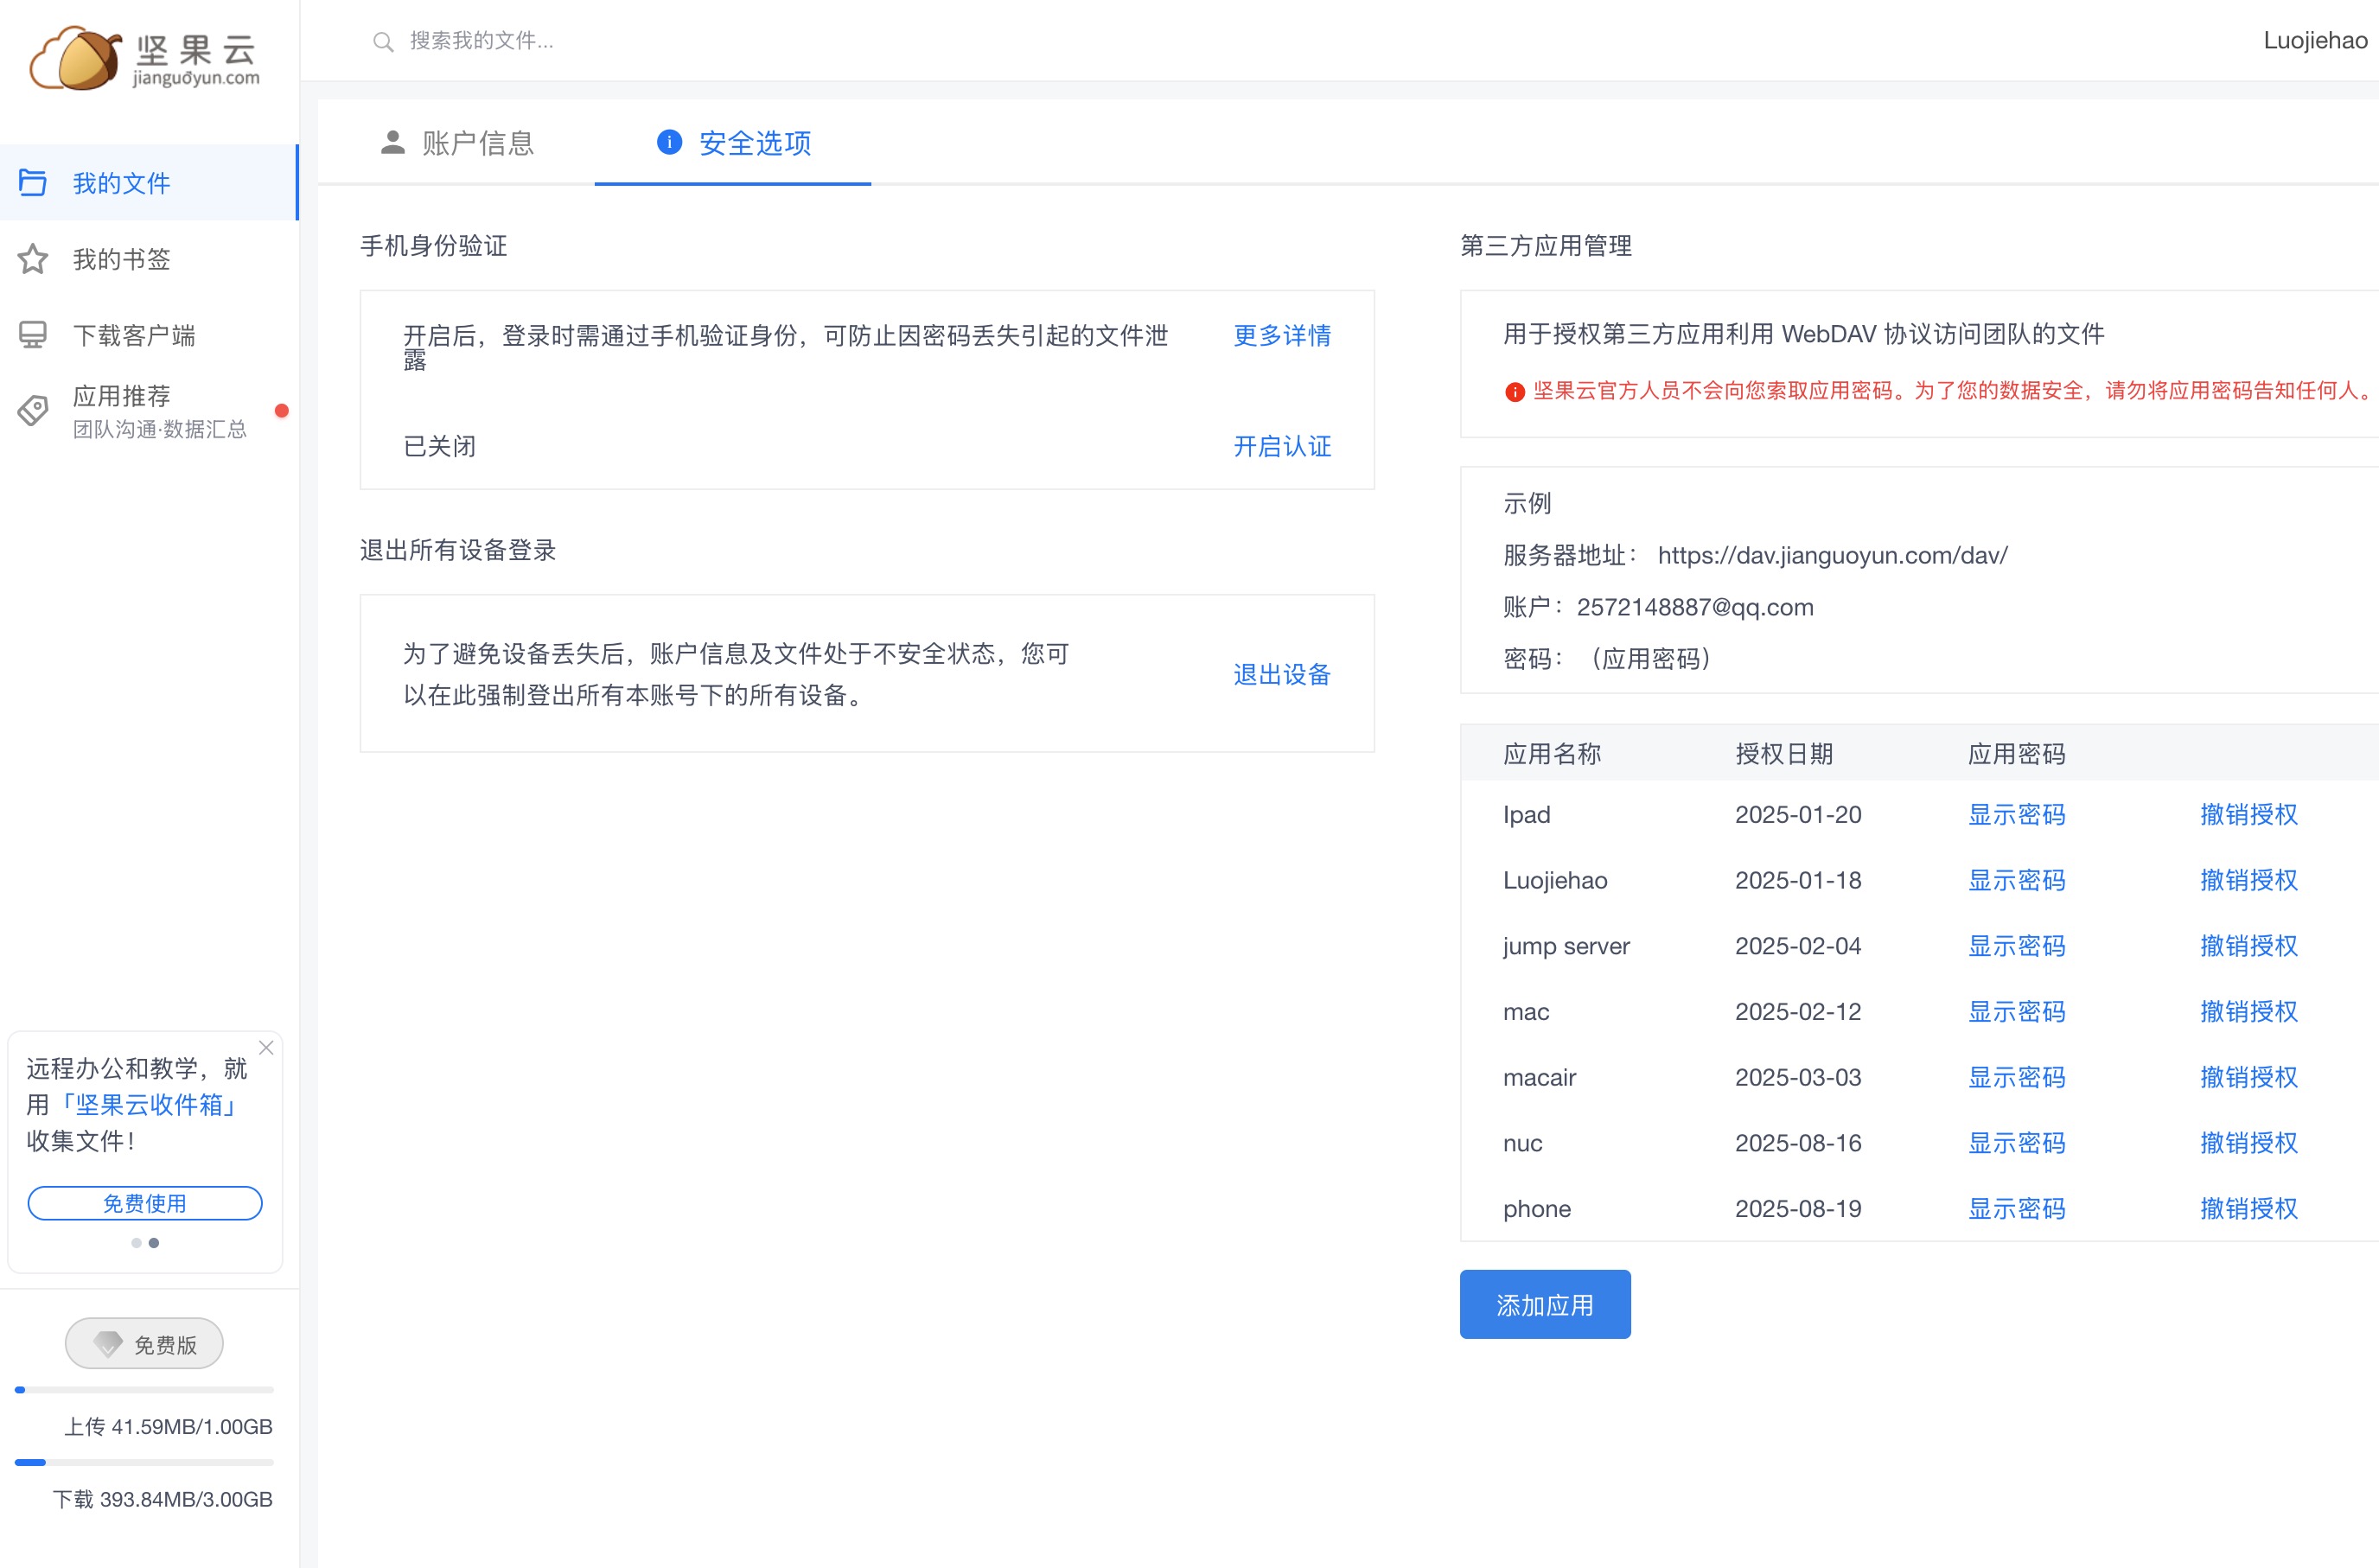 坚果云
jianguoyun.com
搜索我的文件...
Luojiehao
我的文件
我的书签
下载客户端
应用推荐
团队沟通·数据汇总
远程办公和教学，就
用「坚果云收件箱」
收集文件！
免费使用
免费版
上传 41.59MB/1.00GB
下载 393.84MB/3.00GB
账户信息
安全选项
手机身份验证
开启后，登录时需通过手机验证身份，可防止因密码丢失引起的文件泄
露
更多详情
已关闭
开启认证
退出所有设备登录
为了避免设备丢失后，账户信息及文件处于不安全状态，您可
以在此强制登出所有本账号下的所有设备。
退出设备
第三方应用管理
用于授权第三方应用利用 WebDAV 协议访问团队的文件
坚果云官方人员不会向您索取应用密码。为了您的数据安全，请勿将应用密码告知任何人。
示例
服务器地址： https://dav.jianguoyun.com/dav/
账户：2572148887@qq.com
密码：（应用密码）
应用名称 授权日期 应用密码
Ipad 2025-01-20 显示密码 撤销授权
Luojiehao 2025-01-18 显示密码 撤销授权
jump server 2025-02-04 显示密码 撤销授权
mac 2025-02-12 显示密码 撤销授权
macair 2025-03-03 显示密码 撤销授权
nuc 2025-08-16 显示密码 撤销授权
phone 2025-08-19 显示密码 撤销授权
添加应用